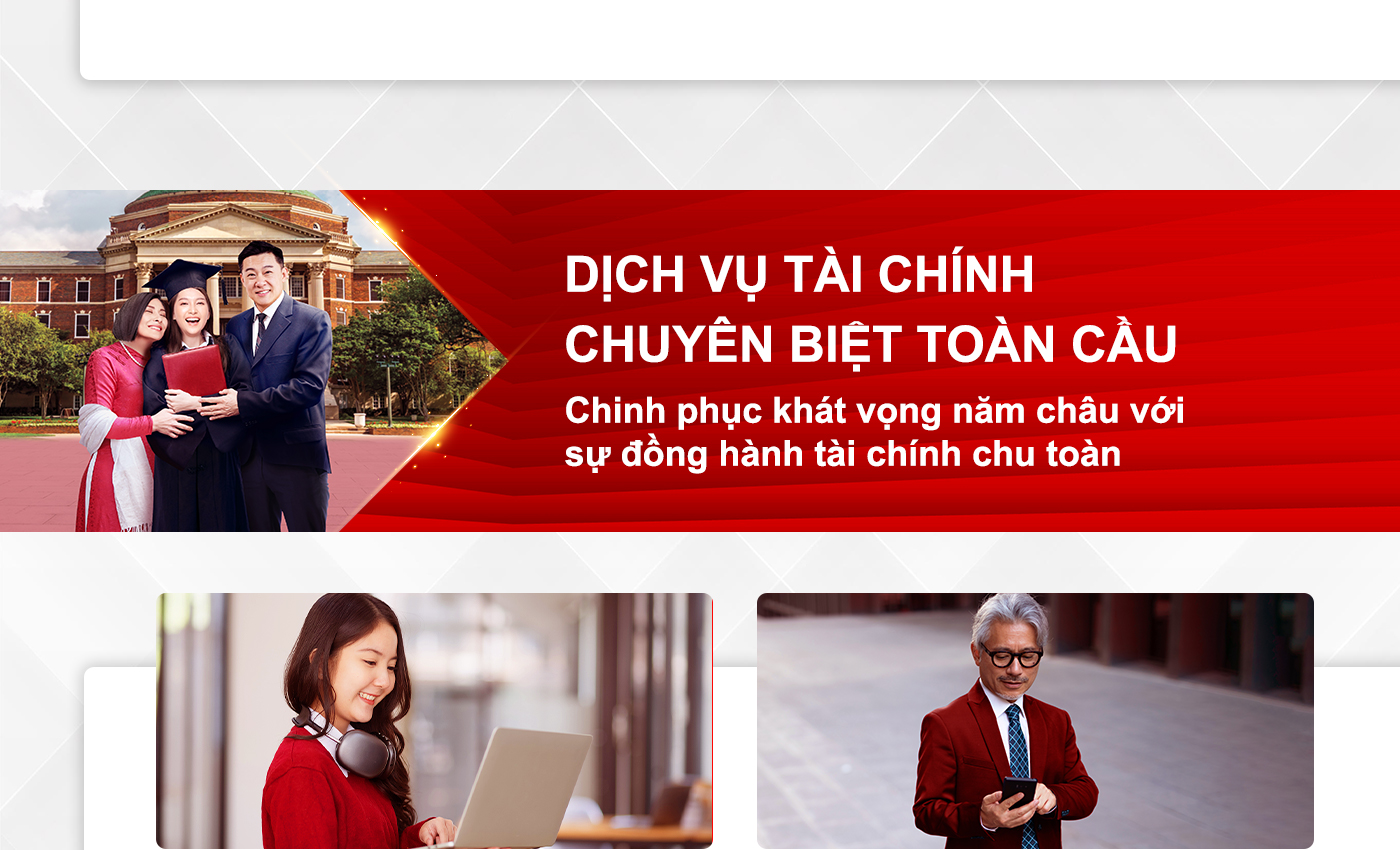 DỊCH VỤ TÀI CHÍNH
CHUYÊN BIỆT TOÀN CẦU
Chinh phục khát vọng năm châu với
sự đồng hành tài chính chu toàn